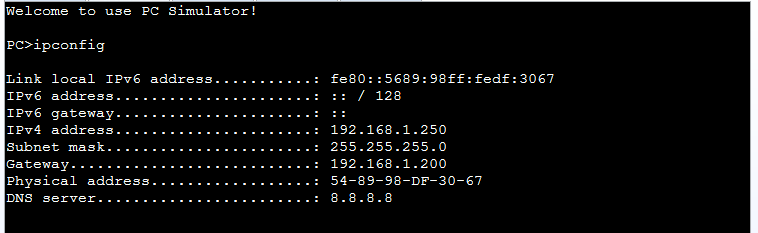 Welcome to use PC Simulator!
PC>ipconfig
Link local IPv6 address...........: fe80::5689:98ff:fedf:3067
IPv6 address......................: :: / 128
IPv6 gateway......................: ::
IPv4 address......................: 192.168.1.250
Subnet mask.......................: 255.255.255.0
Gateway...........................: 192.168.1.200
Physical address..................: 54-89-98-DF-30-67
DNS server........................: 8.8.8.8